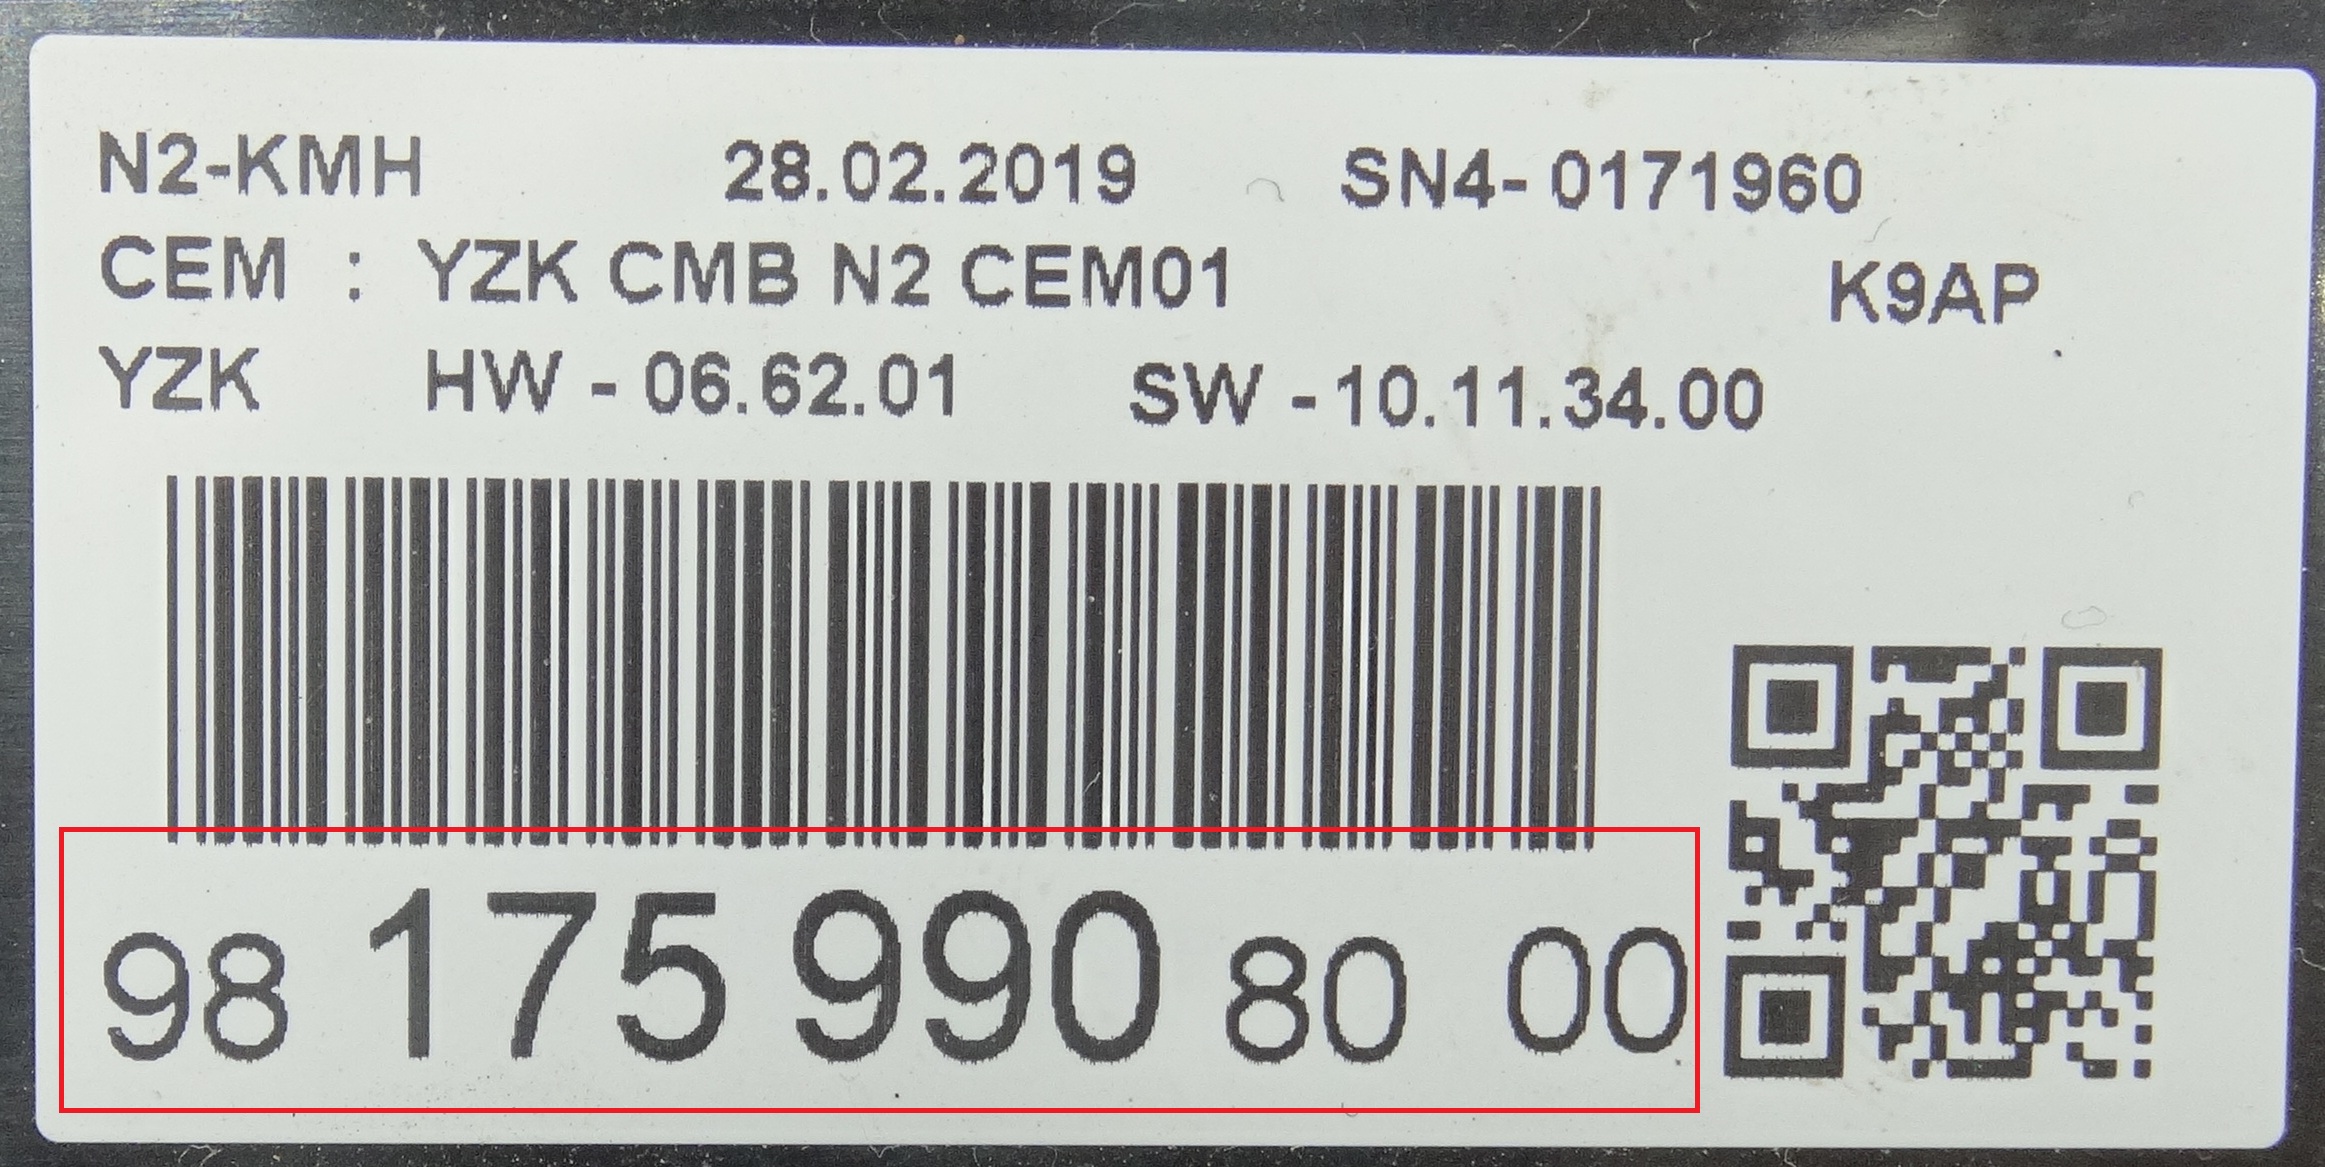 N2-KMH 28.02.2019 SN4- 0171960
CEM : YZK CMB N2 CEM01 K9AP
YZK HW - 06.62.01 SW - 10.11.34.00
98 175 990 80 00